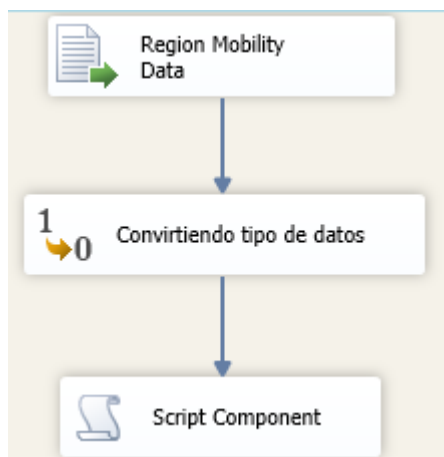 Region Mobility
Data
1
0
Convirtiendo tipo de datos
Script Component